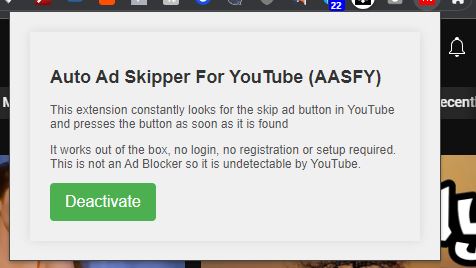 22
Auto Ad Skipper For YouTube (AASFY)
This extension constantly looks for the skip ad button in YouTube
and presses the button as soon as it is found
It works out of the box, no login, no registration or setup required.
This is not an Ad Blocker so it is undetectable by YouTube.
Deactivate